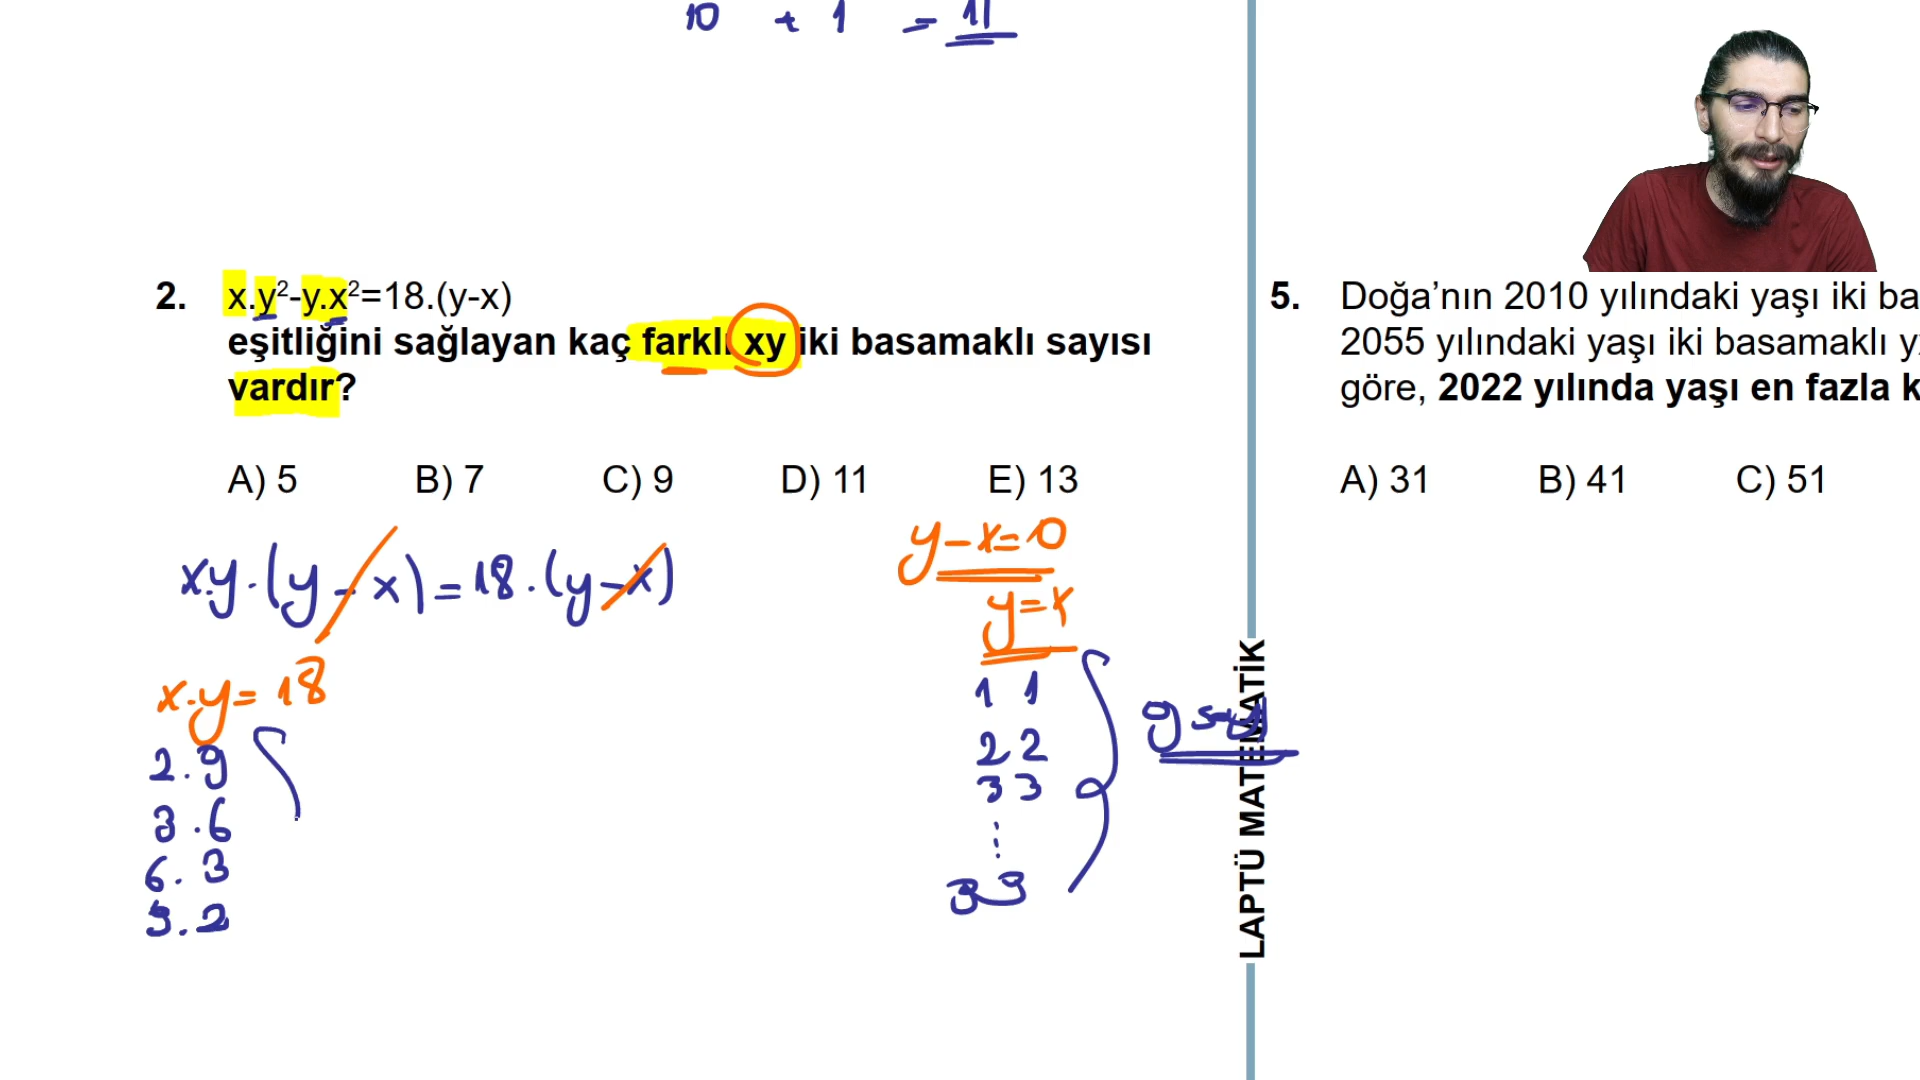 10 + 1 = 11
2. x.y²-y.x²=18.(y-x)
eşitliğini sağlayan kaç farklı xy iki basamaklı sayısı
vardır?
A) 5 B) 7 C) 9 D) 11 E) 13
x.y.(y-x)=18.(y-x)
x.y=18
2.9
3.6
6.3
9.2
y-x=0
y=x
1 1
2 2
3 3
⋮
9 9
9 sayı
LAPTÜ MATEMATİK
5. Doğa’nın 2010 yılındaki yaşı iki ba
2055 yılındaki yaşı iki basamaklı y
göre, 2022 yılında yaşı en fazla k
A) 31 B) 41 C) 51